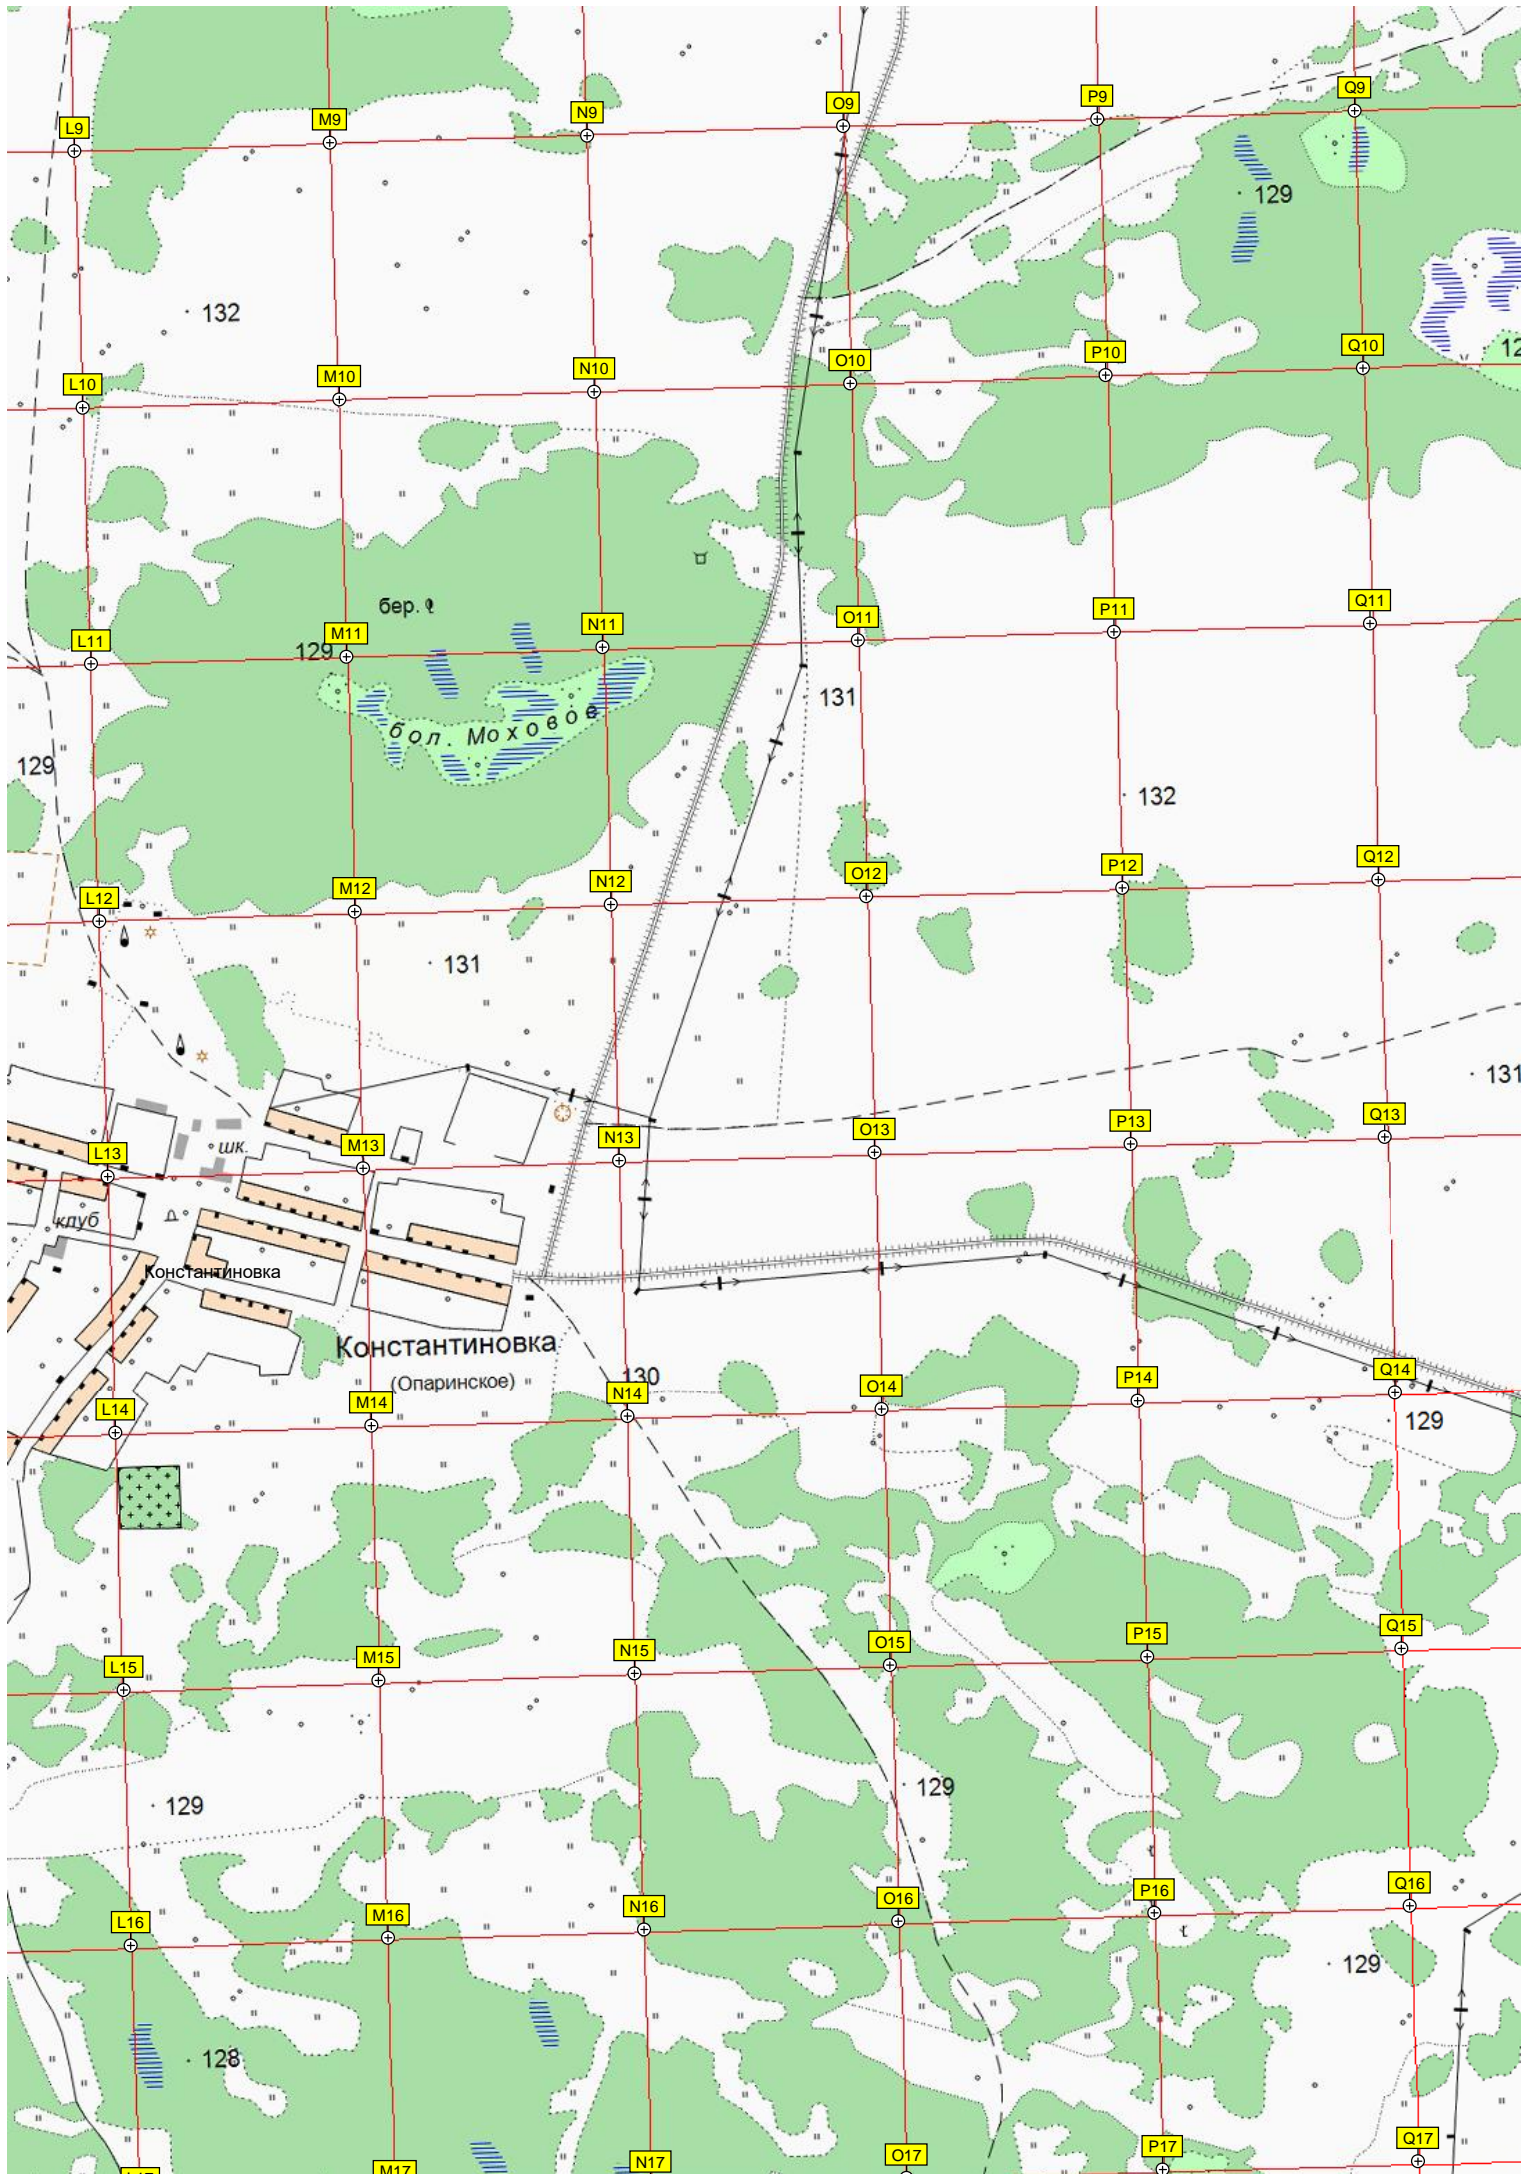 L9 M9 N9 O9 P9 Q9
129
132
L10 M10 N10 O10 P10 Q10
бер.
L11 M11 N11 O11 P11 Q11
129
131
бол. Моховое
129
132
L12 M12 N12 O12 P12 Q12
131
131
L13 M13 N13 O13 P13 Q13
шк.
клуб
Константиновка
Константиновка
(Опаринское)
130
L14 M14 N14 O14 P14 Q14
129
L15 M15 N15 O15 P15 Q15
129
129
L16 M16 N16 O16 P16 Q16
129
128
M17 N17 O17 P17 Q17